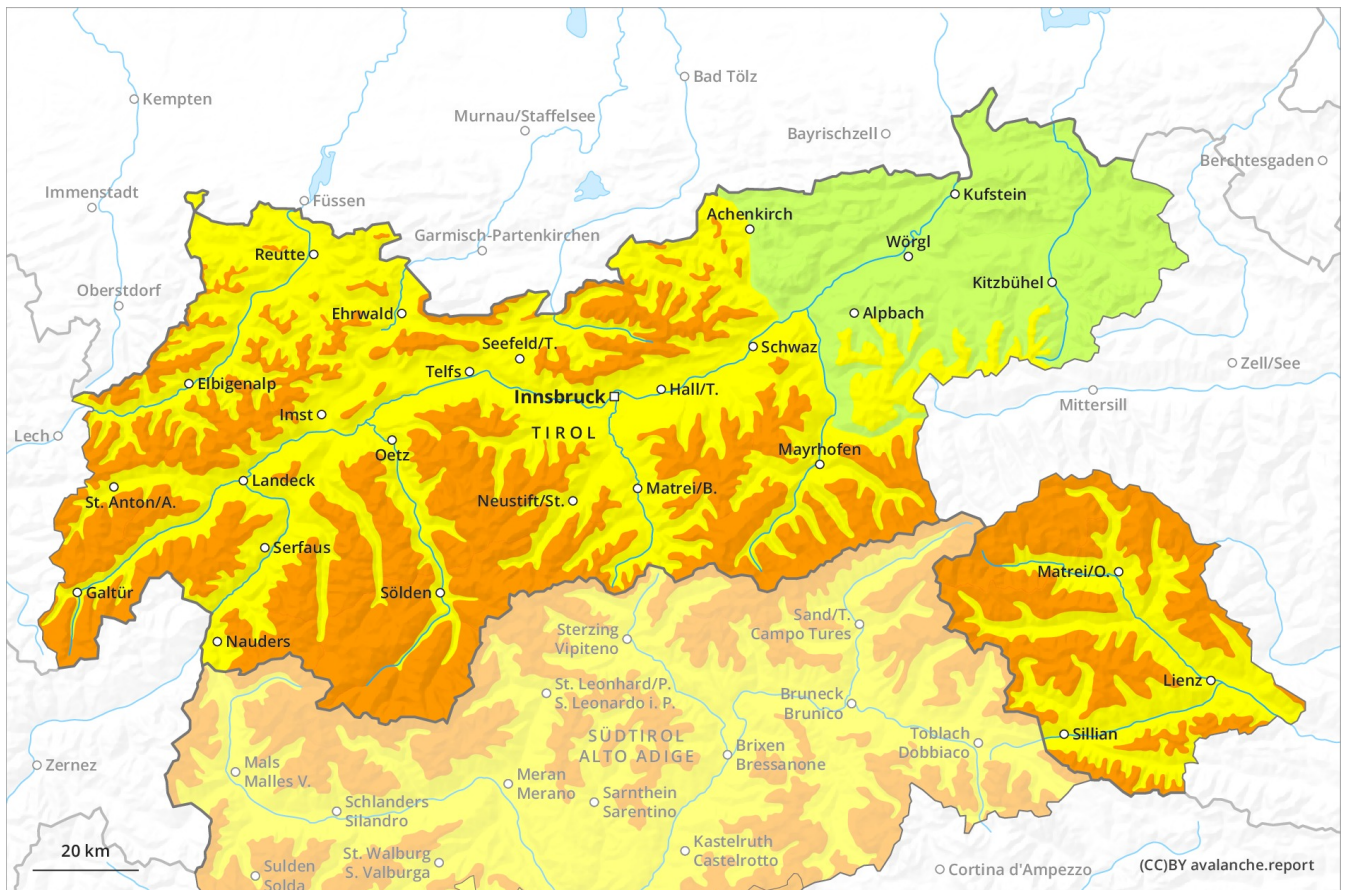 Bad Tölz
Kempten
Murnau/Staffelsee
Bayrischzell
Berchtesgaden
Immenstadt
Füssen
Kufstein
Achenkirch
Garmisch-Partenkirchen
Wörgl
Reutte
Kitzbühel
Oberstdorf
Ehrwald
Alpbach
Seefeld/T.
Schwaz
Zell/See
Telfs
Elbigenalp
Hall/T.
Innsbruck
Mittersill
Imst
TIROL
Lech
Oetz
Mayrhofen
Landeck
Matrei/B.
St. Anton/A.
Neustift/St.
Serfaus
Matrei/O.
Galtür
Sölden
Sand/T.
Campo Tures
Sterzing
Vipiteno
Nauders
Lienz
St. Leonhard/P.
S. Leonardo i. P.
Bruneck
Brunico
SÜDTIROL
ALTO ADIGE
Toblach
Dobbiaco
Sillian
Brixen
Bressanone
Zernez
Mals
Malles V.
Meran
Merano
Sarnthein
Sarentino
Schlanders
Silandro
Kastelruth
Castelrotto
20 km
St. Walburg
S. Valburga
Sulden
Solda
Cortina d'Ampezzo
(CC)BY avalanche.report